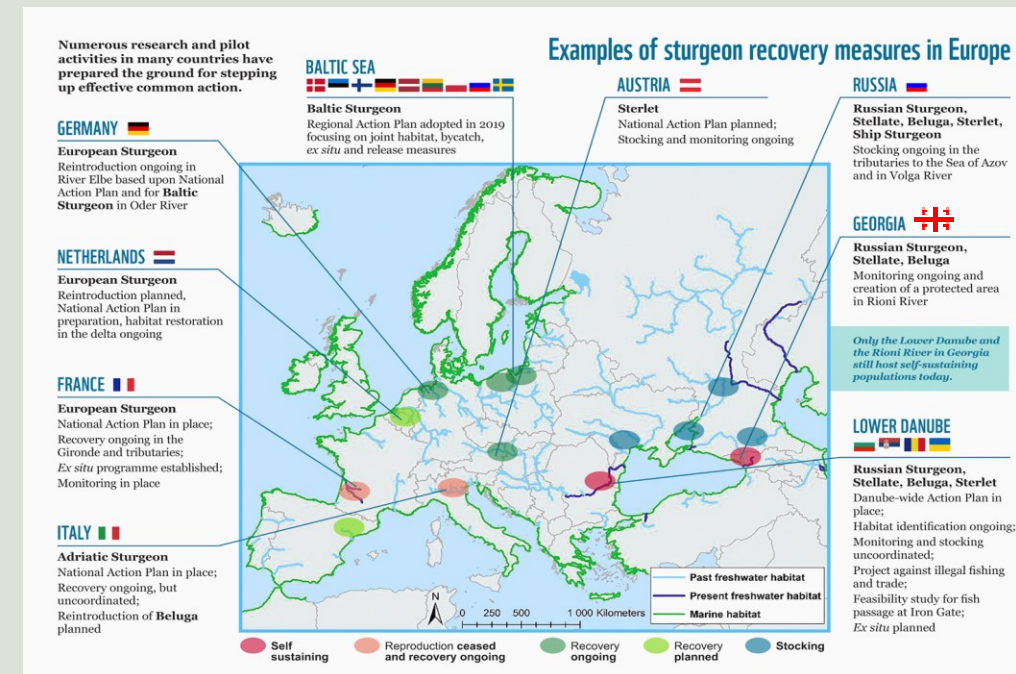 Numerous research and pilot
activities in many countries have
prepared the ground for stepping
up effective common action.
Examples of sturgeon recovery measures in Europe
GERMANY
European Sturgeon
Reintroduction ongoing in
River Elbe based upon National
Action Plan and for Baltic
Sturgeon in Oder River
NETHERLANDS
European Sturgeon
Reintroduction planned,
National Action Plan in
preparation, habitat restoration
in the delta ongoing
FRANCE
European Sturgeon
National Action Plan in place;
Recovery ongoing in the
Gironde and tributaries;
Ex situ programme established;
Monitoring in place
ITALY
Adriatic Sturgeon
National Action Plan in place;
Recovery ongoing, but
uncoordinated;
Reintroduction of Beluga
planned
BALTIC SEA
Baltic Sturgeon
Regional Action Plan adopted in 2019
focusing on joint habitat, bycatch,
ex situ and release measures
AUSTRIA
Sterlet
National Action Plan planned;
Stocking and monitoring ongoing
RUSSIA
Russian Sturgeon,
Stellate, Beluga, Sterlet,
Ship Sturgeon
Stocking ongoing in the
tributaries to the Sea of Azov
and in Volga River
GEORGIA
Russian Sturgeon,
Stellate, Beluga
Monitoring ongoing and
creation of a protected area
in Rioni River
Only the Lower Danube and
the Rioni River in Georgia
still host self-sustaining
populations today.
LOWER DANUBE
Russian Sturgeon,
Stellate, Beluga, Sterlet
Danube-wide Action Plan in
place;
Habitat identification ongoing;
Monitoring and stocking
uncoordinated;
Project against illegal fishing
and trade;
Feasibility study for fish
passage at Iron Gate;
Ex situ planned
N
0 250 500 1 000 Kilometers
Past freshwater habitat
Present freshwater habitat
Marine habitat
Self
sustaining
Reproduction ceased
and recovery ongoing
Recovery
ongoing
Recovery
planned
Stocking